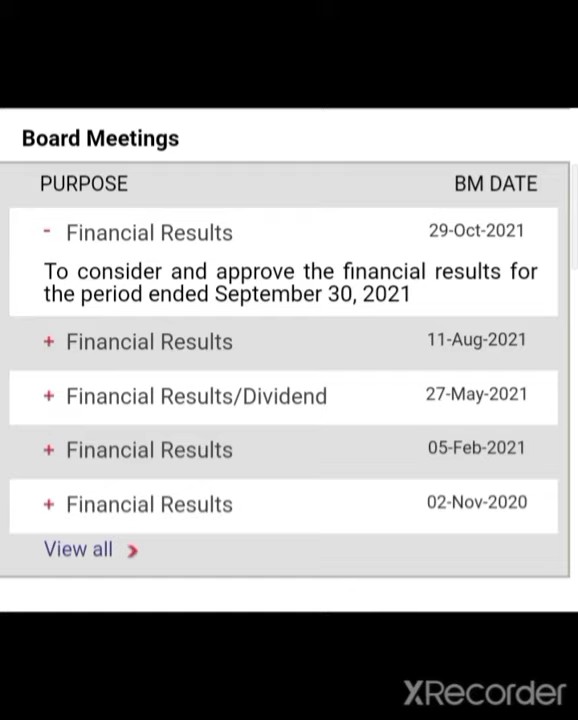 Board Meetings
PURPOSE BM DATE
- Financial Results 29-Oct-2021
To consider and approve the financial results for
the period ended September 30, 2021
+ Financial Results 11-Aug-2021
+ Financial Results/Dividend 27-May-2021
+ Financial Results 05-Feb-2021
+ Financial Results 02-Nov-2020
View all >
XRecorder